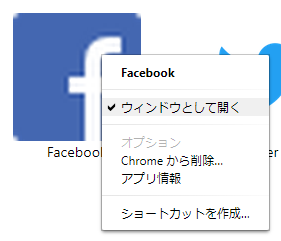 Facebook
ウィンドウとして開く
オプション
Chrome から削除...
アプリ情報
ショートカットを作成...
Facebook
er